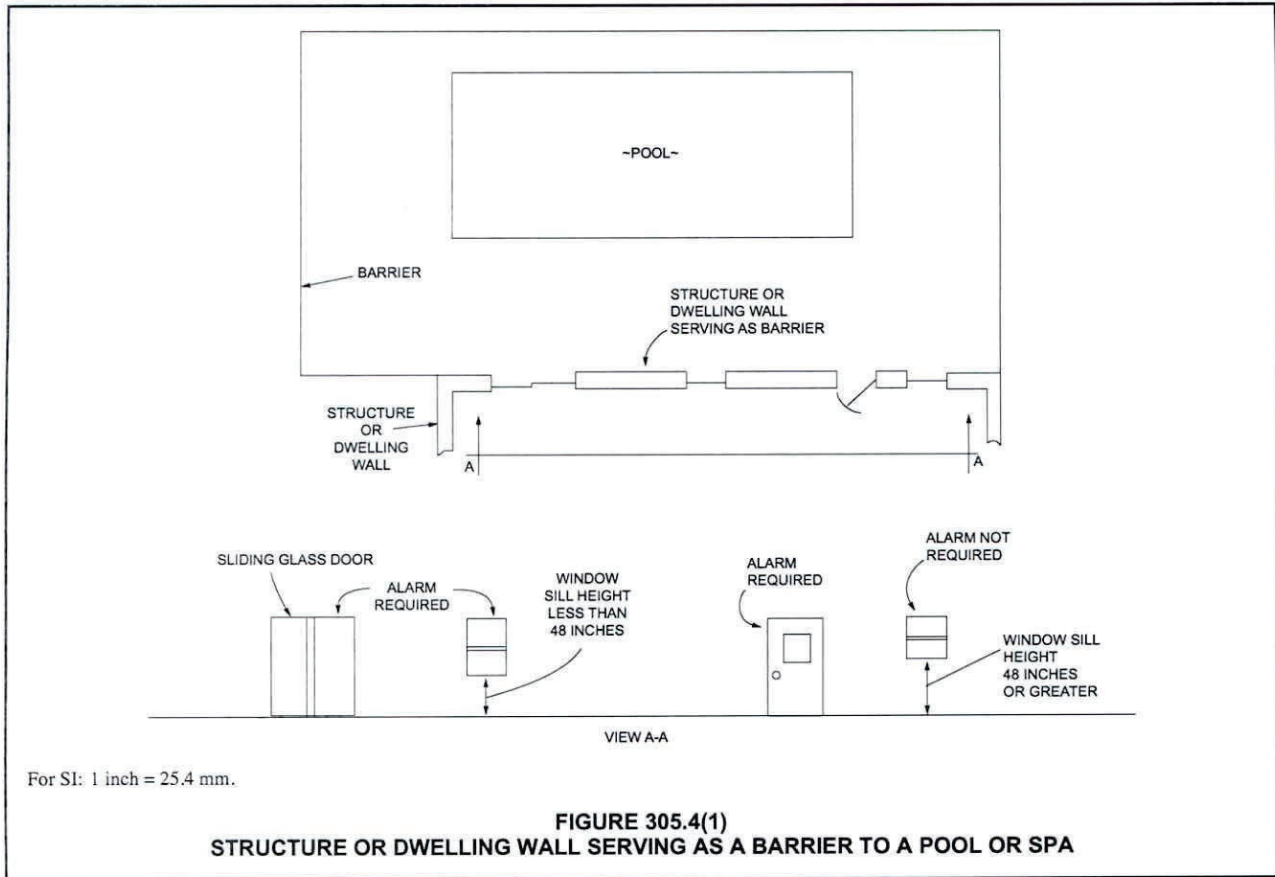 ~POOL~
BARRIER
STRUCTURE OR
DWELLING WALL
SERVING AS BARRIER
STRUCTURE
OR
DWELLING
WALL
A
A
SLIDING GLASS DOOR
ALARM
REQUIRED
WINDOW
SILL HEIGHT
LESS THAN
48 INCHES
ALARM
REQUIRED
ALARM NOT
REQUIRED
WINDOW SILL
HEIGHT
48 INCHES
OR GREATER
VIEW A-A
For SI: 1 inch = 25.4 mm.
FIGURE 305.4(1)
STRUCTURE OR DWELLING WALL SERVING AS A BARRIER TO A POOL OR SPA